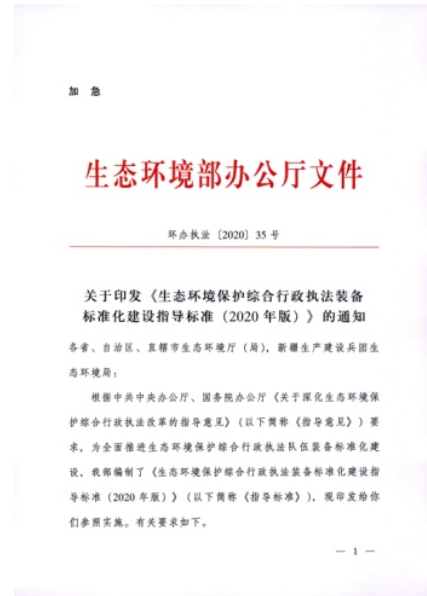 加 急
生态环境部办公厅文件
环办执法〔2020〕35 号
关于印发《生态环境保护综合行政执法装备
标准化建设指导标准（2020 年版）》的通知
各省、自治区、直辖市生态环境厅（局），新疆生产建设兵团生
态环境局：
根据中共中央办公厅、国务院办公厅《关于深化生态环境保
护综合行政执法改革的指导意见》（以下简称《指导意见》）要
求，为全面推进生态环境保护综合行政执法队伍装备标准化建
设，我部编制了《生态环境保护综合行政执法装备标准化建设指
导标准（2020 年版）》（以下简称《指导标准》），现印发给你
们参照实施。有关要求如下。
— 1 —